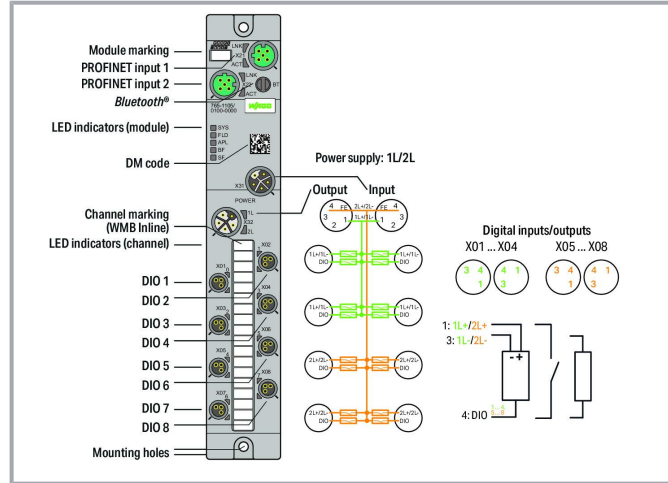 Module marking
PROFINET input 1
PROFINET input 2
Bluetooth®
LED indicators (module)
DM code
Channel marking
(WMB Inline)
LED indicators (channel)
DIO 1
DIO 2
DIO 3
DIO 4
DIO 5
DIO 6
DIO 7
DIO 8
Mounting holes
LNK
X21
ACT
LNK
X22
ACT
BT
765-1105/
0100-0000
WAGO
SYS
FLD
APL
BF
SF
X31
POWER
1L
X32
2L
X01
X02
X03
X04
X05
X06
X07
X08
Power supply: 1L/2L
Output Input
4 FE 2L+/2L- FE 4
3 1 1L+/1L- 1 3
2 2
1L+/1L- 1L+/1L-
DIO DIO
1L+/1L- 1L+/1L-
DIO DIO
2L+/2L- 2L+/2L-
DIO DIO
2L+/2L- 2L+/2L-
DIO DIO
Digital inputs/outputs
X01 ... X04 X05 ... X08
3 4 4 1 3 4 4 1
1 3 1 3
1: 1L+/2L+
3: 1L-/2L-
- +
4: DIO